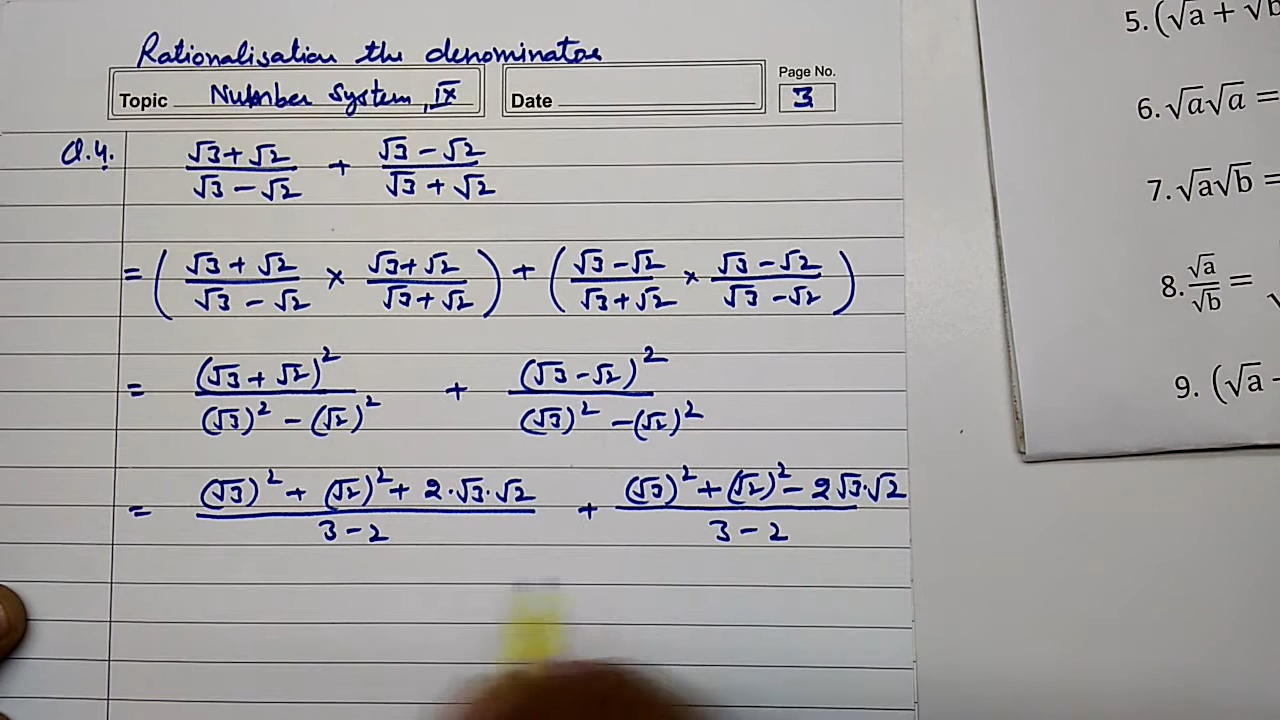 Rationalisation the denominator
Topic Number System, IX Date Page No. 3
Q.4. (√3+√2)/(√3−√2) + (√3−√2)/(√3+√2)
= ( (√3+√2)/(√3−√2) × (√3+√2)/(√3+√2) ) + ( (√3−√2)/(√3+√2) × (√3−√2)/(√3−√2) )
= (√3+√2)²/((√3)²−(√2)²) + (√3−√2)²/((√3)²−(√2)²)
= ((√3)²+(√2)²+2·√3·√2)/(3−2) + ((√3)²+(√2)²−2√3·√2)/(3−2)
5. (√a + √b
6. √a√a =
7. √a√b =
8. √a/√b =
9. (√a